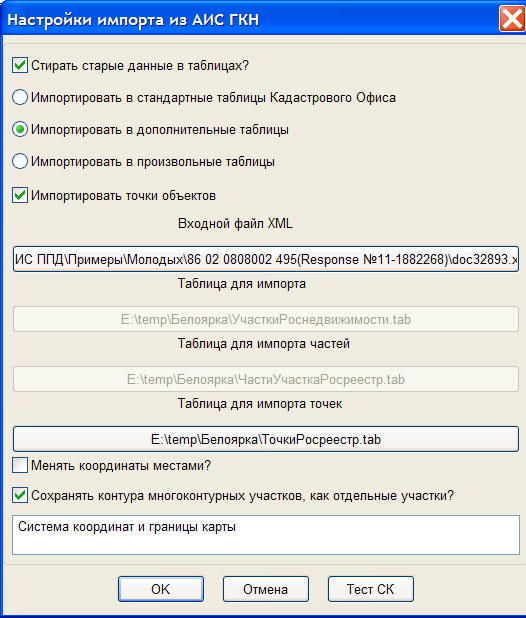 Настройки импорта из АИС ГКН
Стирать старые данные в таблицах?
Импортировать в стандартные таблицы Кадастрового Офиса
Импортировать в дополнительные таблицы
Импортировать в произвольные таблицы
Импортировать точки объектов
Входной файл XML
ИС ППД\Примеры\Молодых\86 02 0808002 495(Response №11-1882268)\doc32893.x
Таблица для импорта
E:\temp\Белоярка\УчасткиРоснедвижимости.tab
Таблица для импорта частей
E:\temp\Белоярка\ЧастиУчасткаРосреестр.tab
Таблица для импорта точек
E:\temp\Белоярка\ТочкиРосреестр.tab
Менять координаты местами?
Сохранять контура многоконтурных участков, как отдельные участки?
Система координат и границы карты
OK Отмена Тест СК